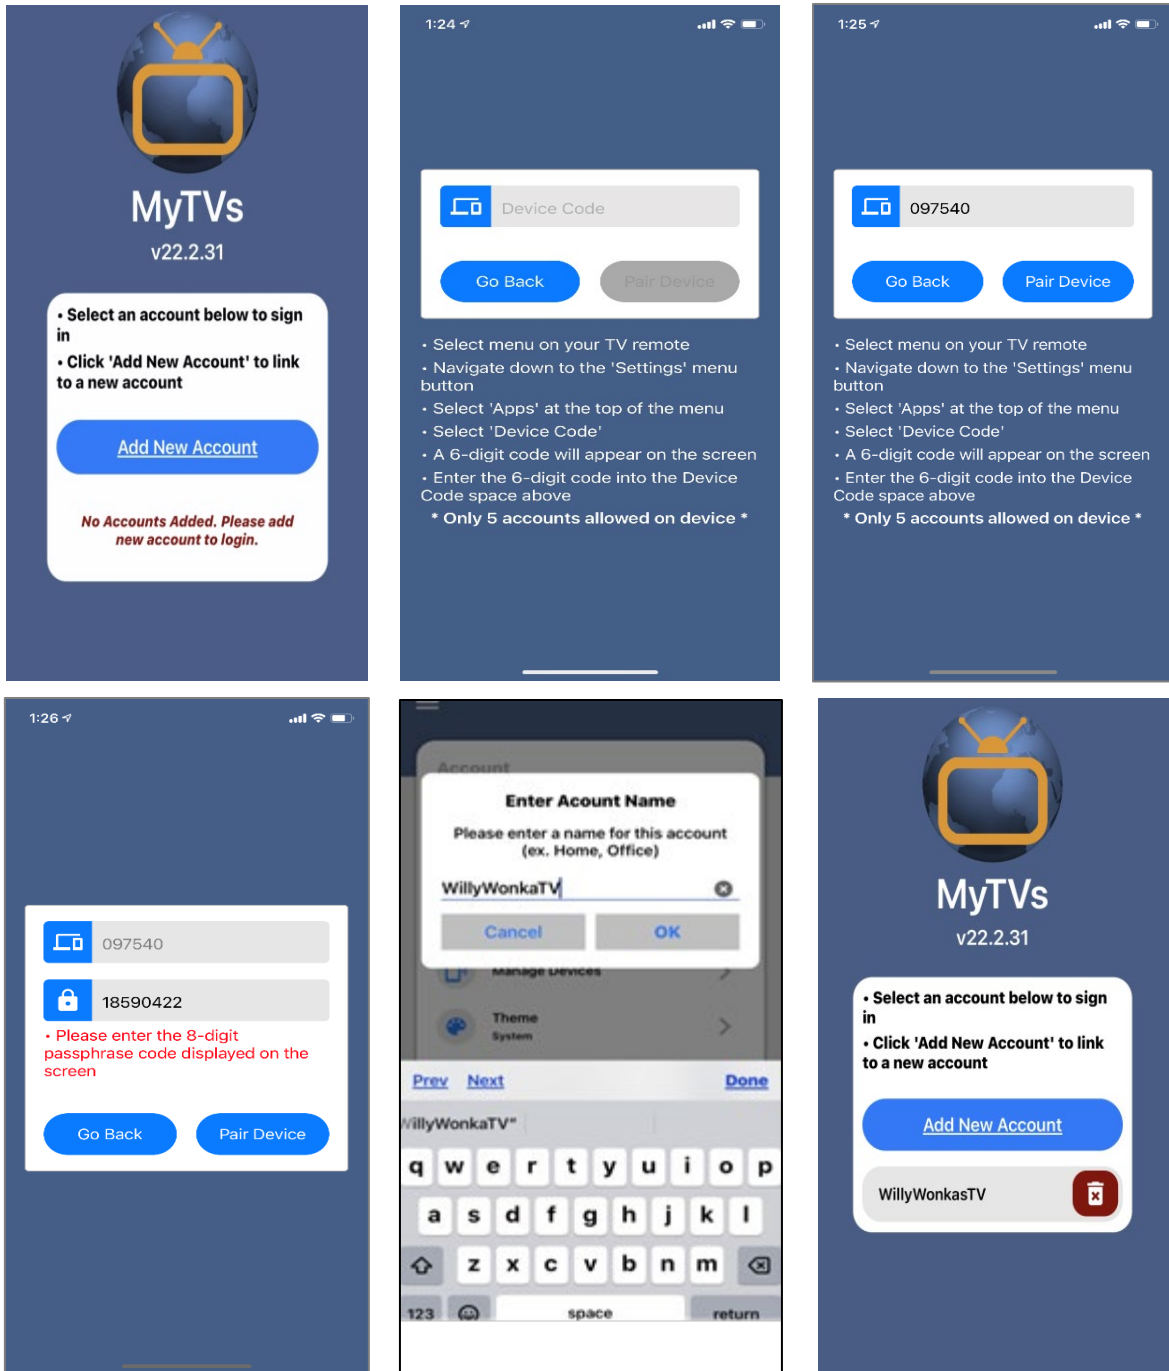 MyTVs
v22.2.31
• Select an account below to sign
in
• Click 'Add New Account' to link
to a new account
Add New Account
No Accounts Added. Please add
new account to login.
1:24
Device Code
Go Back
Pair Device
• Select menu on your TV remote
• Navigate down to the 'Settings' menu
button
• Select 'Apps' at the top of the menu
• Select 'Device Code'
• A 6-digit code will appear on the screen
• Enter the 6-digit code into the Device
Code space above
* Only 5 accounts allowed on device *
1:25
097540
Go Back
Pair Device
• Select menu on your TV remote
• Navigate down to the 'Settings' menu
button
• Select 'Apps' at the top of the menu
• Select 'Device Code'
• A 6-digit code will appear on the screen
• Enter the 6-digit code into the Device
Code space above
* Only 5 accounts allowed on device *
1:26
097540
18590422
• Please enter the 8-digit
passphrase code displayed on the
screen
Go Back
Pair Device
Account
Enter Acount Name
Please enter a name for this account
(ex. Home, Office)
WillyWonkaTV
Cancel
OK
Manage Devices
Theme
System
Prev Next Done
WillyWonkaTV"
q w e r t y u i o p
a s d f g h j k l
z x c v b n m
123 space return
MyTVs
v22.2.31
• Select an account below to sign
in
• Click 'Add New Account' to link
to a new account
Add New Account
WillyWonkasTV